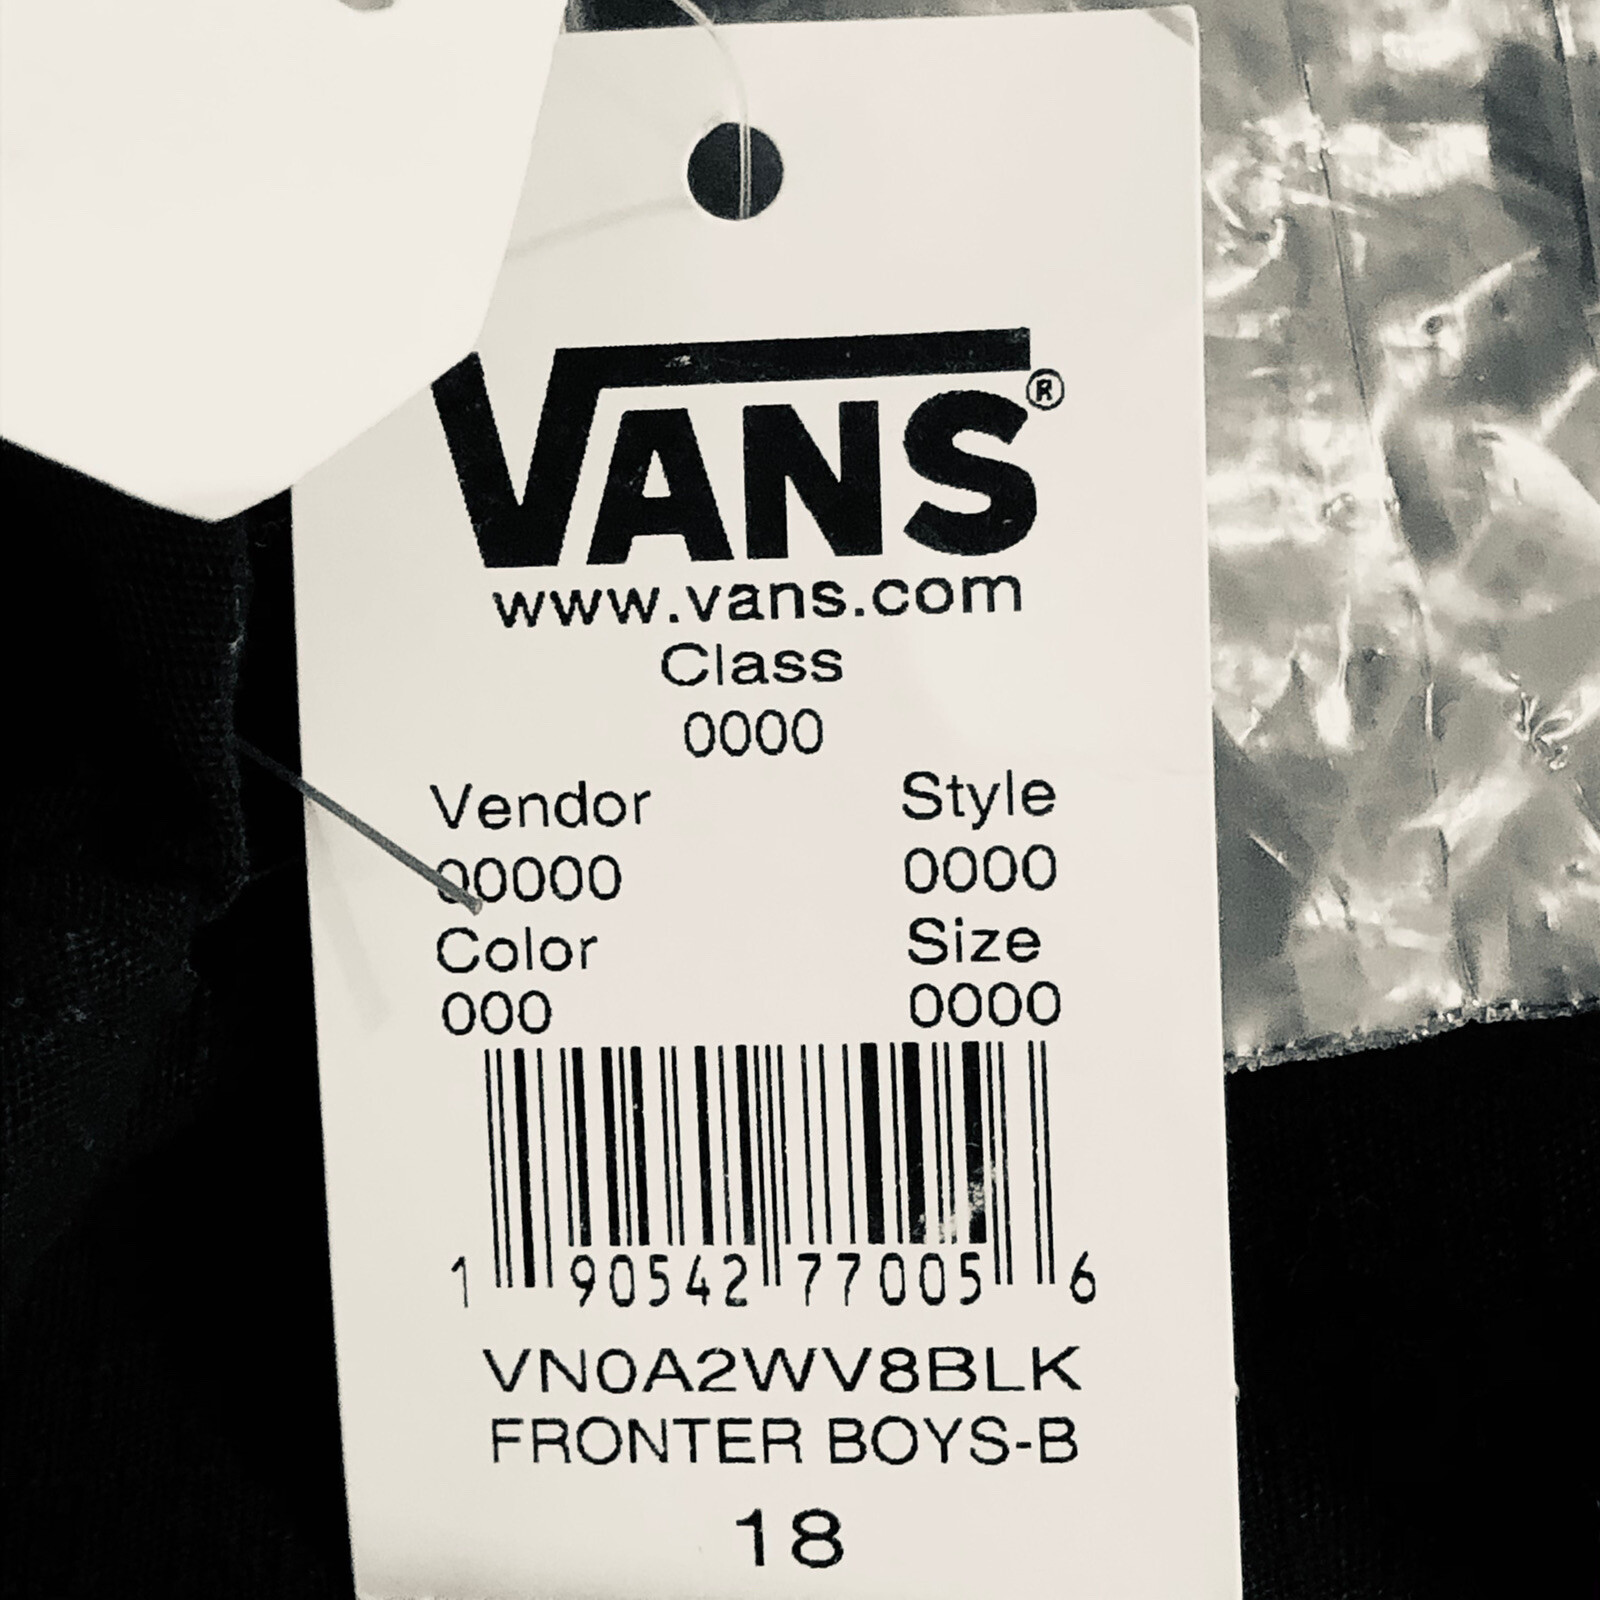 VANS®
www.vans.com
Class
0000
Vendor Style
00000 0000
Color Size
000 0000
1 90542 77005 6
VN0A2WV8BLK
FRONTER BOYS-B
18